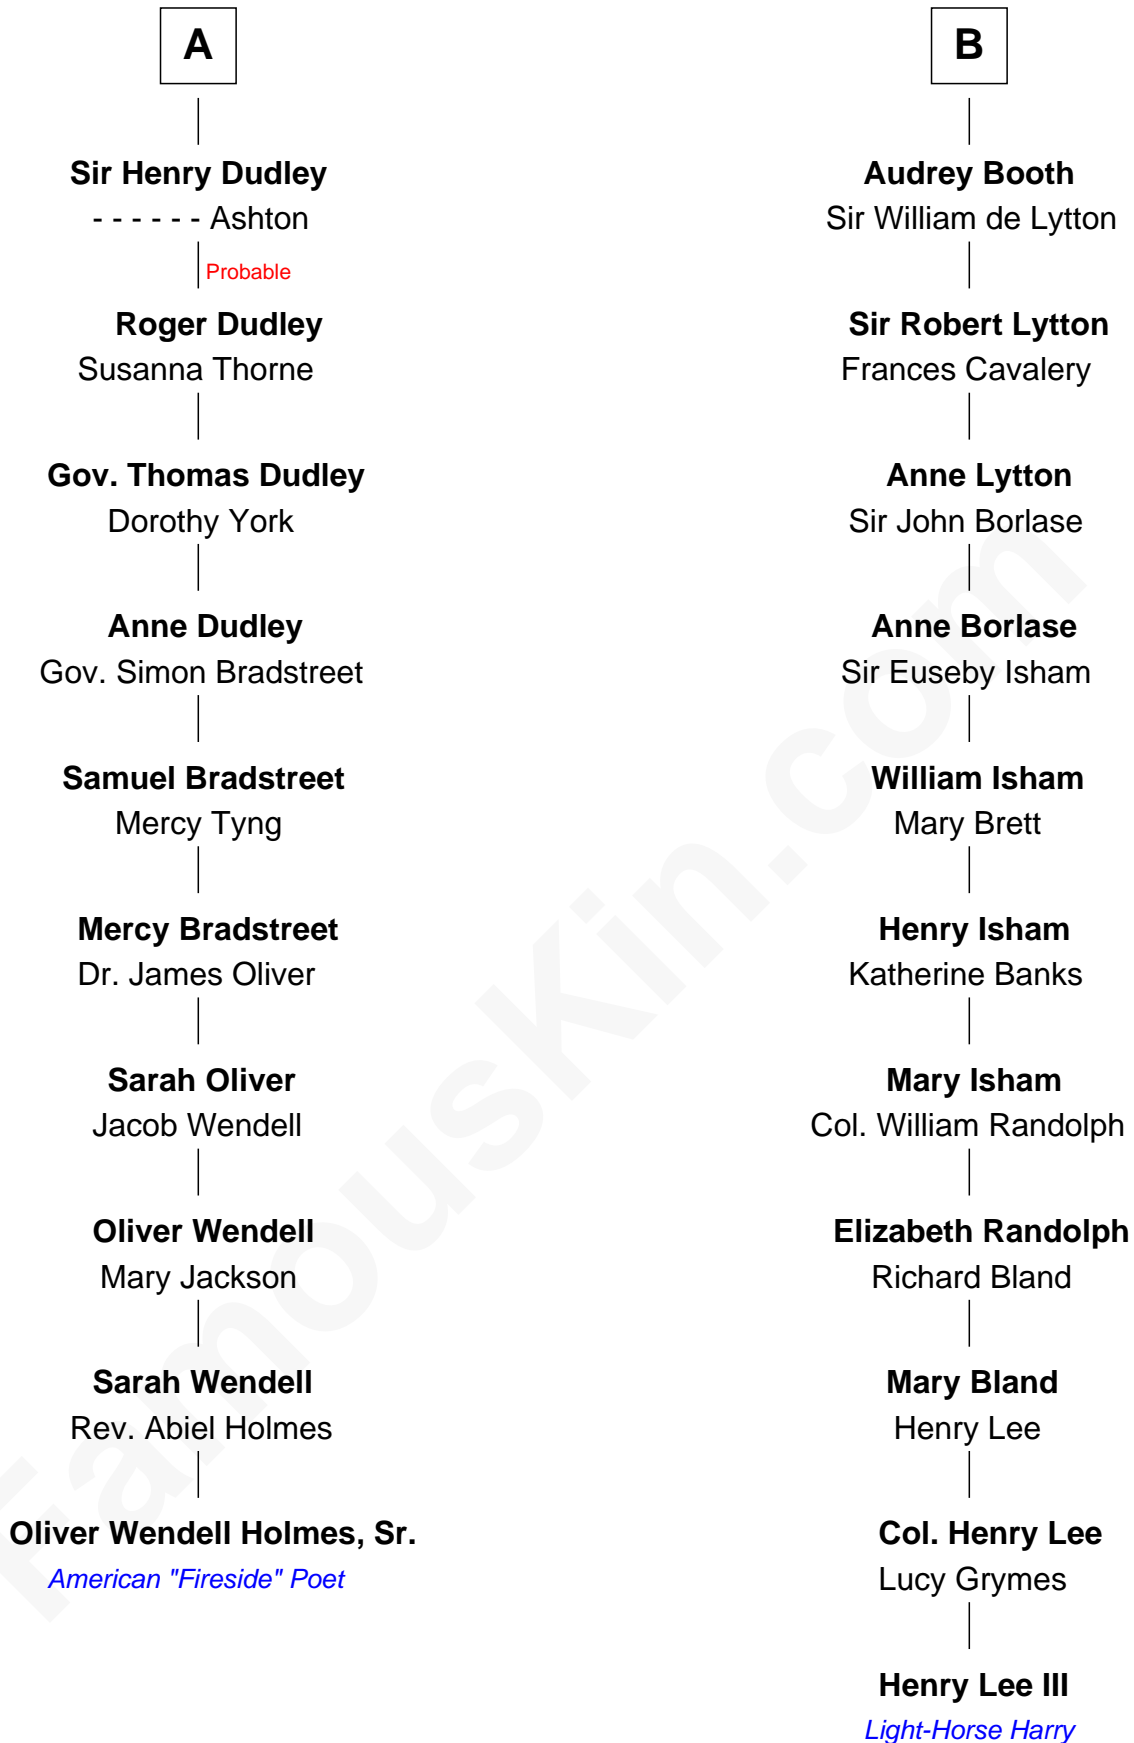 A
Sir Henry Dudley
- - - - - - Ashton
Probable
Roger Dudley
Susanna Thorne
Gov. Thomas Dudley
Dorothy York
Anne Dudley
Gov. Simon Bradstreet
Samuel Bradstreet
Mercy Tyng
Mercy Bradstreet
Dr. James Oliver
Sarah Oliver
Jacob Wendell
Oliver Wendell
Mary Jackson
Sarah Wendell
Rev. Abiel Holmes
Oliver Wendell Holmes, Sr.
American "Fireside" Poet
B
Audrey Booth
Sir William de Lytton
Sir Robert Lytton
Frances Cavalery
Anne Lytton
Sir John Borlase
Anne Borlase
Sir Euseby Isham
William Isham
Mary Brett
Henry Isham
Katherine Banks
Mary Isham
Col. William Randolph
Elizabeth Randolph
Richard Bland
Mary Bland
Henry Lee
Col. Henry Lee
Lucy Grymes
Henry Lee III
Light-Horse Harry
FamousKin.com